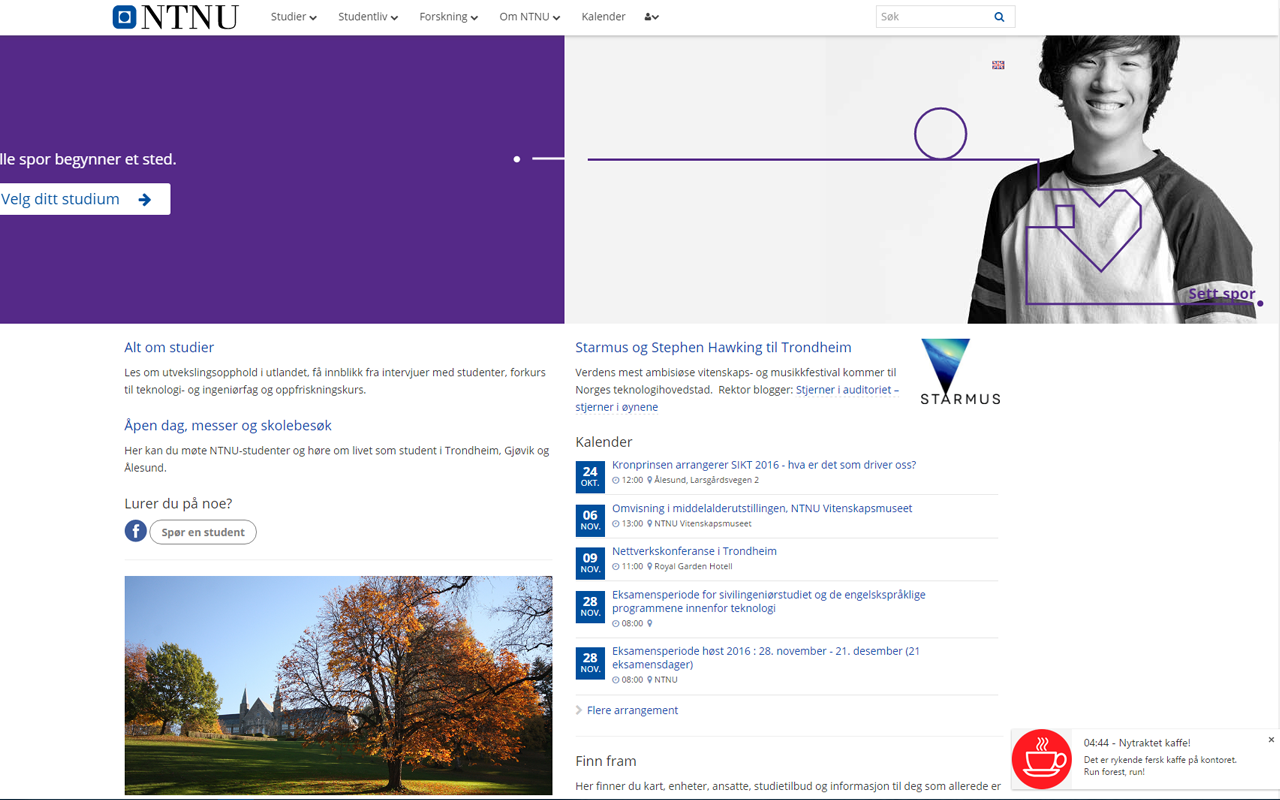 NTNU
Studier
Studentliv
Forskning
Om NTNU
Kalender
Søk
lle spor begynner et sted.
Velg ditt studium
Sett spor
Alt om studier
Les om utvekslingsopphold i utlandet, få innblikk fra intervjuer med studenter, forkurs
til teknologi- og ingeniørfag og oppfriskningskurs.
Åpen dag, messer og skolebesøk
Her kan du møte NTNU-studenter og høre om livet som student i Trondheim, Gjøvik og
Ålesund.
Lurer du på noe?
f
Spør en student
Starmus og Stephen Hawking til Trondheim
Verdens mest ambisiøse vitenskaps- og musikkfestival kommer til
Norges teknologihovedstad. Rektor blogger: Stjerner i auditoriet –
stjerner i øynene
STARMUS
Kalender
24
OKT.
Kronprinsen arrangerer SIKT 2016 - hva er det som driver oss?
12:00 Ålesund, Larsgårdsvegen 2
06
NOV.
Omvisning i middelalderutstillingen, NTNU Vitenskapsmuseet
13:00 NTNU Vitenskapsmuseet
09
NOV.
Nettverkskonferanse i Trondheim
11:00 Royal Garden Hotell
28
NOV.
Eksamensperiode for sivilingeniørstudiet og de engelskspråklige
programmene innenfor teknologi
08:00
28
NOV.
Eksamensperiode høst 2016 : 28. november - 21. desember (21
eksamensdager)
08:00 NTNU
Flere arrangement
Finn fram
Her finner du kart, enheter, ansatte, studietilbud og informasjon til deg som allerede er
04:44 - Nytraktet kaffe!
Det er rykende fersk kaffe på kontoret.
Run forest, run!